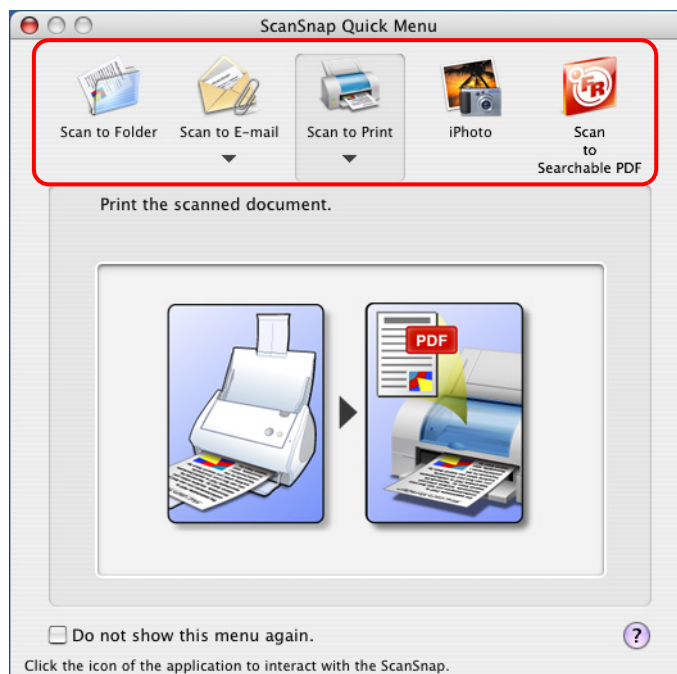 ScanSnap Quick Menu
Scan to Folder
Scan to E-mail
Scan to Print
iPhoto
Scan
to
Searchable PDF
Print the scanned document.
PDF
Do not show this menu again.
?
Click the icon of the application to interact with the ScanSnap.